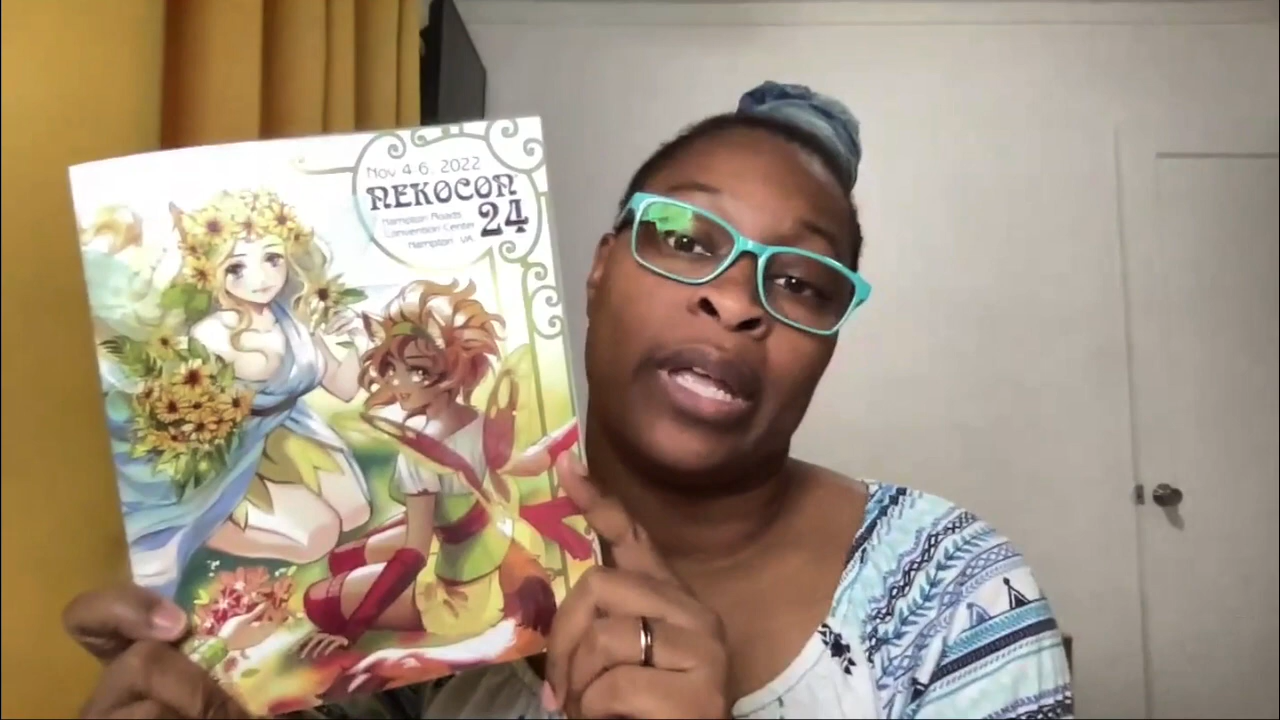 Nov 4-6, 2022
NEKOCON
24
Hampton Roads
Convention Center
Hampton VA